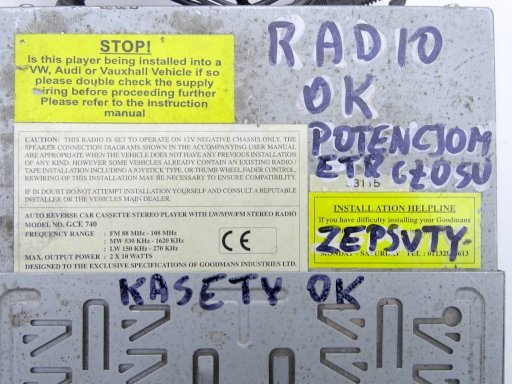 STOP!
Is this player being installed into a
VW, Audi or Vauxhall Vehicle if so
please double check the supply
wiring before proceeding further
Please refer to the instruction
manual
RADIO
OK
POTENCJOM
ETR GŁOSU
CAUTION: THIS RADIO IS SET TO OPERATE ON 12V NEGATIVE CHASSIS ONLY. THE
SPEAKER CONNECTION DIAGRAMS SHOWN IN THE ACCOMPANYING USER MANUAL
ARE APPROPRIATE WHEN THE VEHICLE DOES NOT HAVE ANY PREVIOUS INSTALLATION
OF ANY KIND. HOWEVER SOME VEHICLES ALREADY CONTAIN AN EXISTING RADIO /
TAPE INSTALLATION INCLUDING A JOYSTICK TYPE, OR THUMB WHEEL FADER CONTROL,
REWIRING OF THIS INSTALLATION MAY BE NECESSARY TO ENSURE COMPATIBILITY.
IF IN DOUBT DO NOT ATTEMPT INSTALLATION YOURSELF AND CONSULT A REPUTABLE
INSTALLER OR THE VEHICLES MAIN DEALER.
AUTO REVERSE CAR CASSETTE STEREO PLAYER WITH LW/MW/FM STEREO RADIO
MODEL NO. GCE 740
FREQUENCY RANGE : FM 88 MHz - 108 MHz
MW 530 KHz - 1620 KHz
LW 150 KHz - 270 KHz
MAX. OUTPUT POWER : 2 X 10 WATTS
CE
DESIGNED TO THE EXCLUSIVE SPECIFICATIONS OF GOODMANS INDUSTRIES LTD.
INSTALLATION HELPLINE
If you have difficulty installing your Goodmans
ZEPSUTY
MONDAY - SATURDAY TEL :
KASETY OK